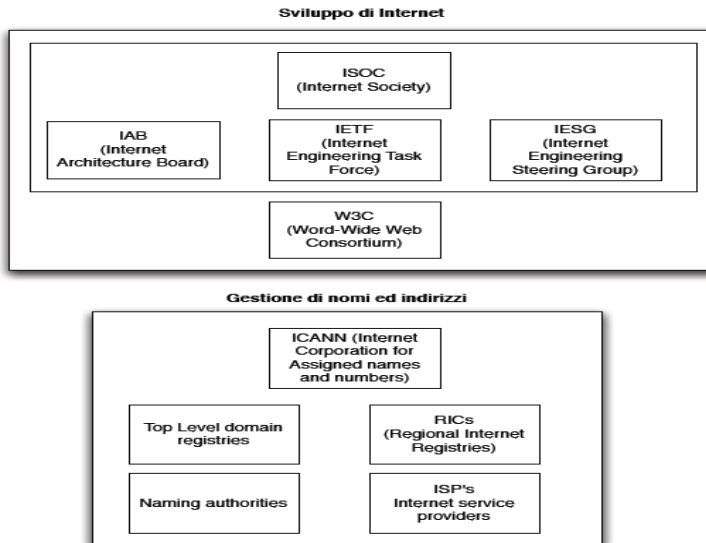 Sviluppo di Internet
ISOC
(Internet Society)
IAB
(Internet
Architecture Board)
IETF
(Internet
Engineering Task
Force)
IESG
(Internet
Engineering
Steering Group)
W3C
(Word-Wide Web
Consortium)
Gestione di nomi ed indirizzi
ICANN (Internet
Corporation for
Assigned names
and numbers)
Top Level domain
registries
RICs
(Regional Internet
Registries)
Naming authorities
ISP's
Internet service
providers